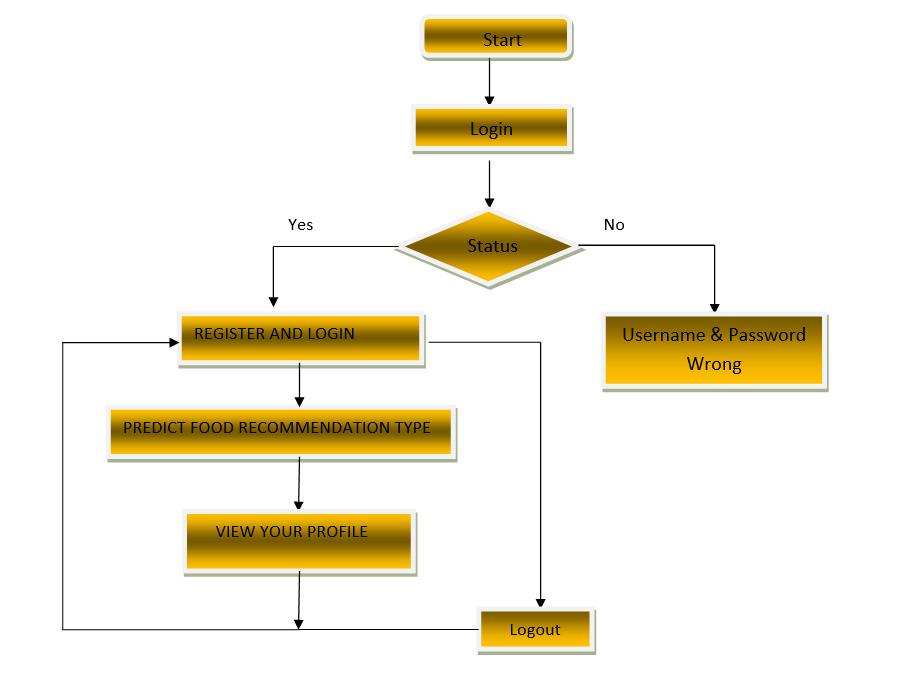 Start
Login
Yes
No
Status
REGISTER AND LOGIN
Username & Password
Wrong
PREDICT FOOD RECOMMENDATION TYPE
VIEW YOUR PROFILE
Logout